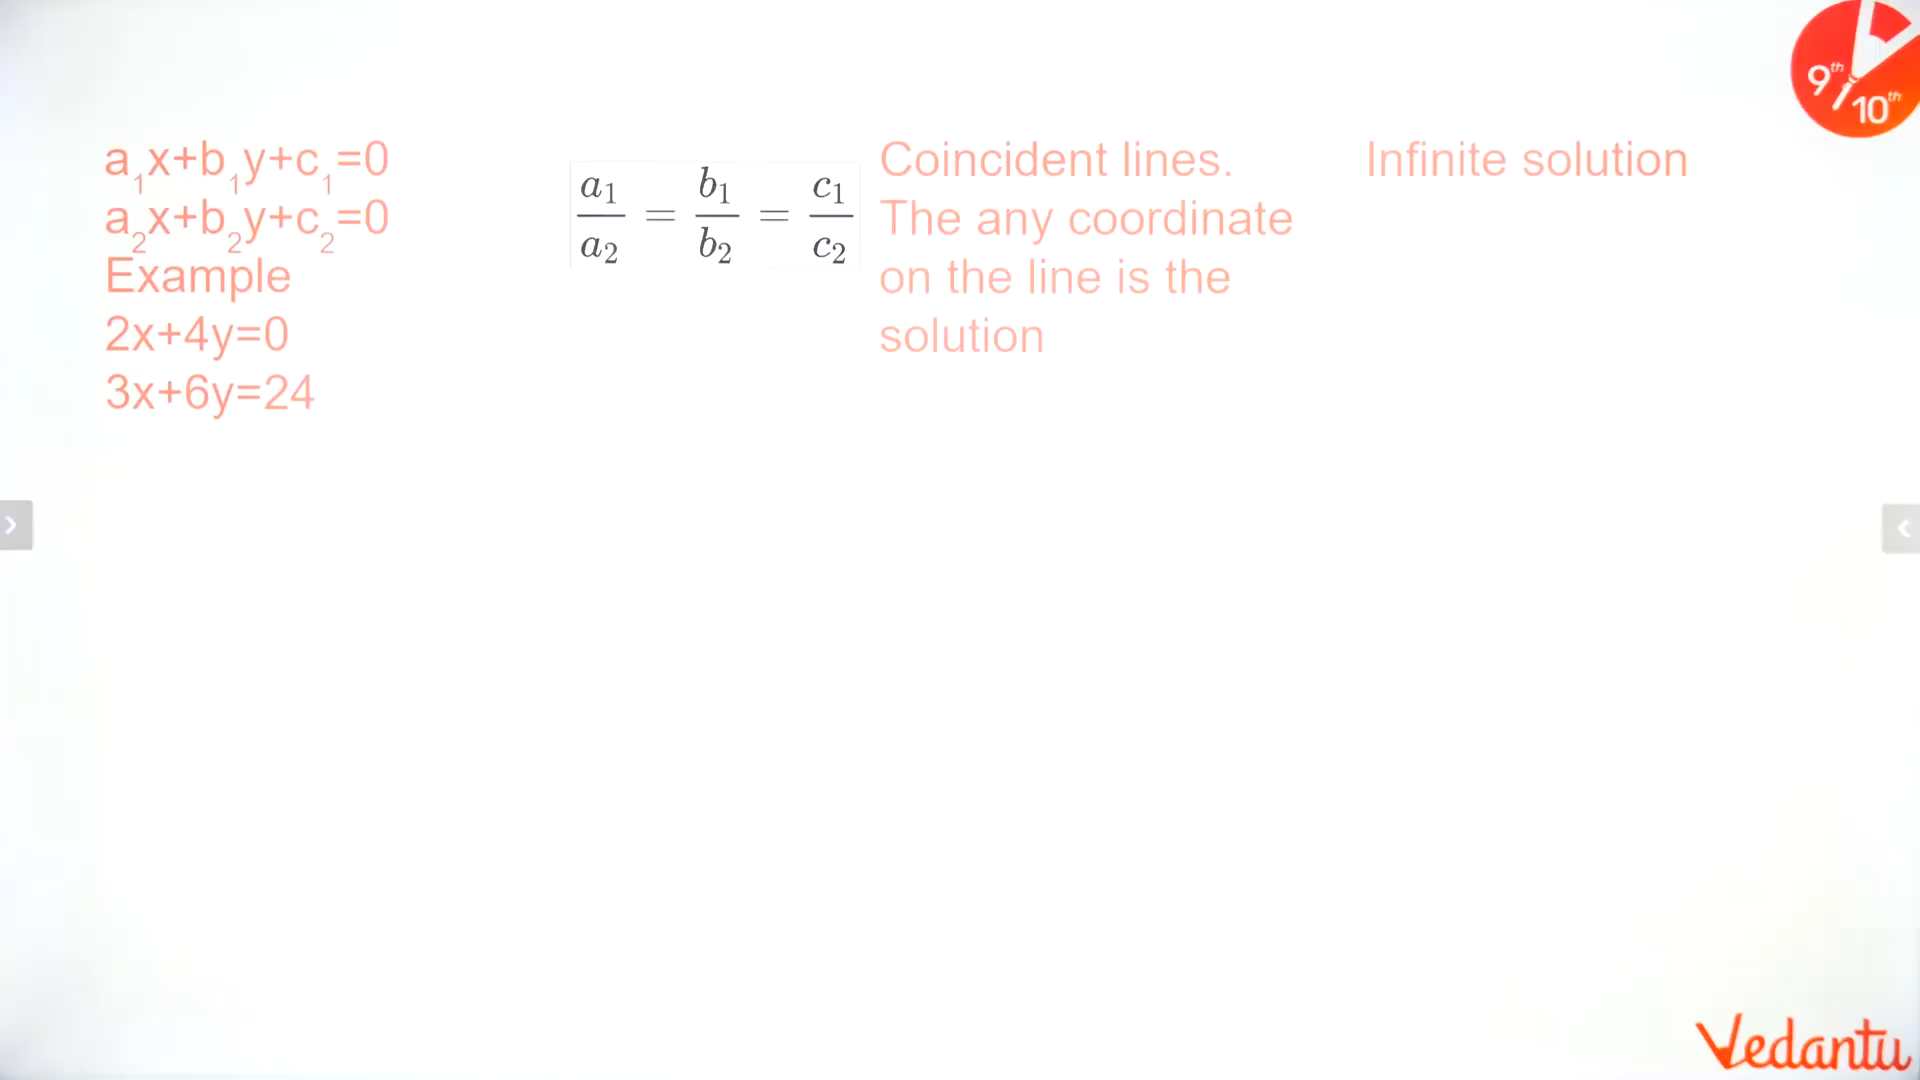 9th/10th
a₁x+b₁y+c₁=0
a₂x+b₂y+c₂=0
Example
2x+4y=0
3x+6y=24
a₁/a₂ = b₁/b₂ = c₁/c₂
Coincident lines.
The any coordinate
on the line is the
solution
Infinite solution
Vedantu